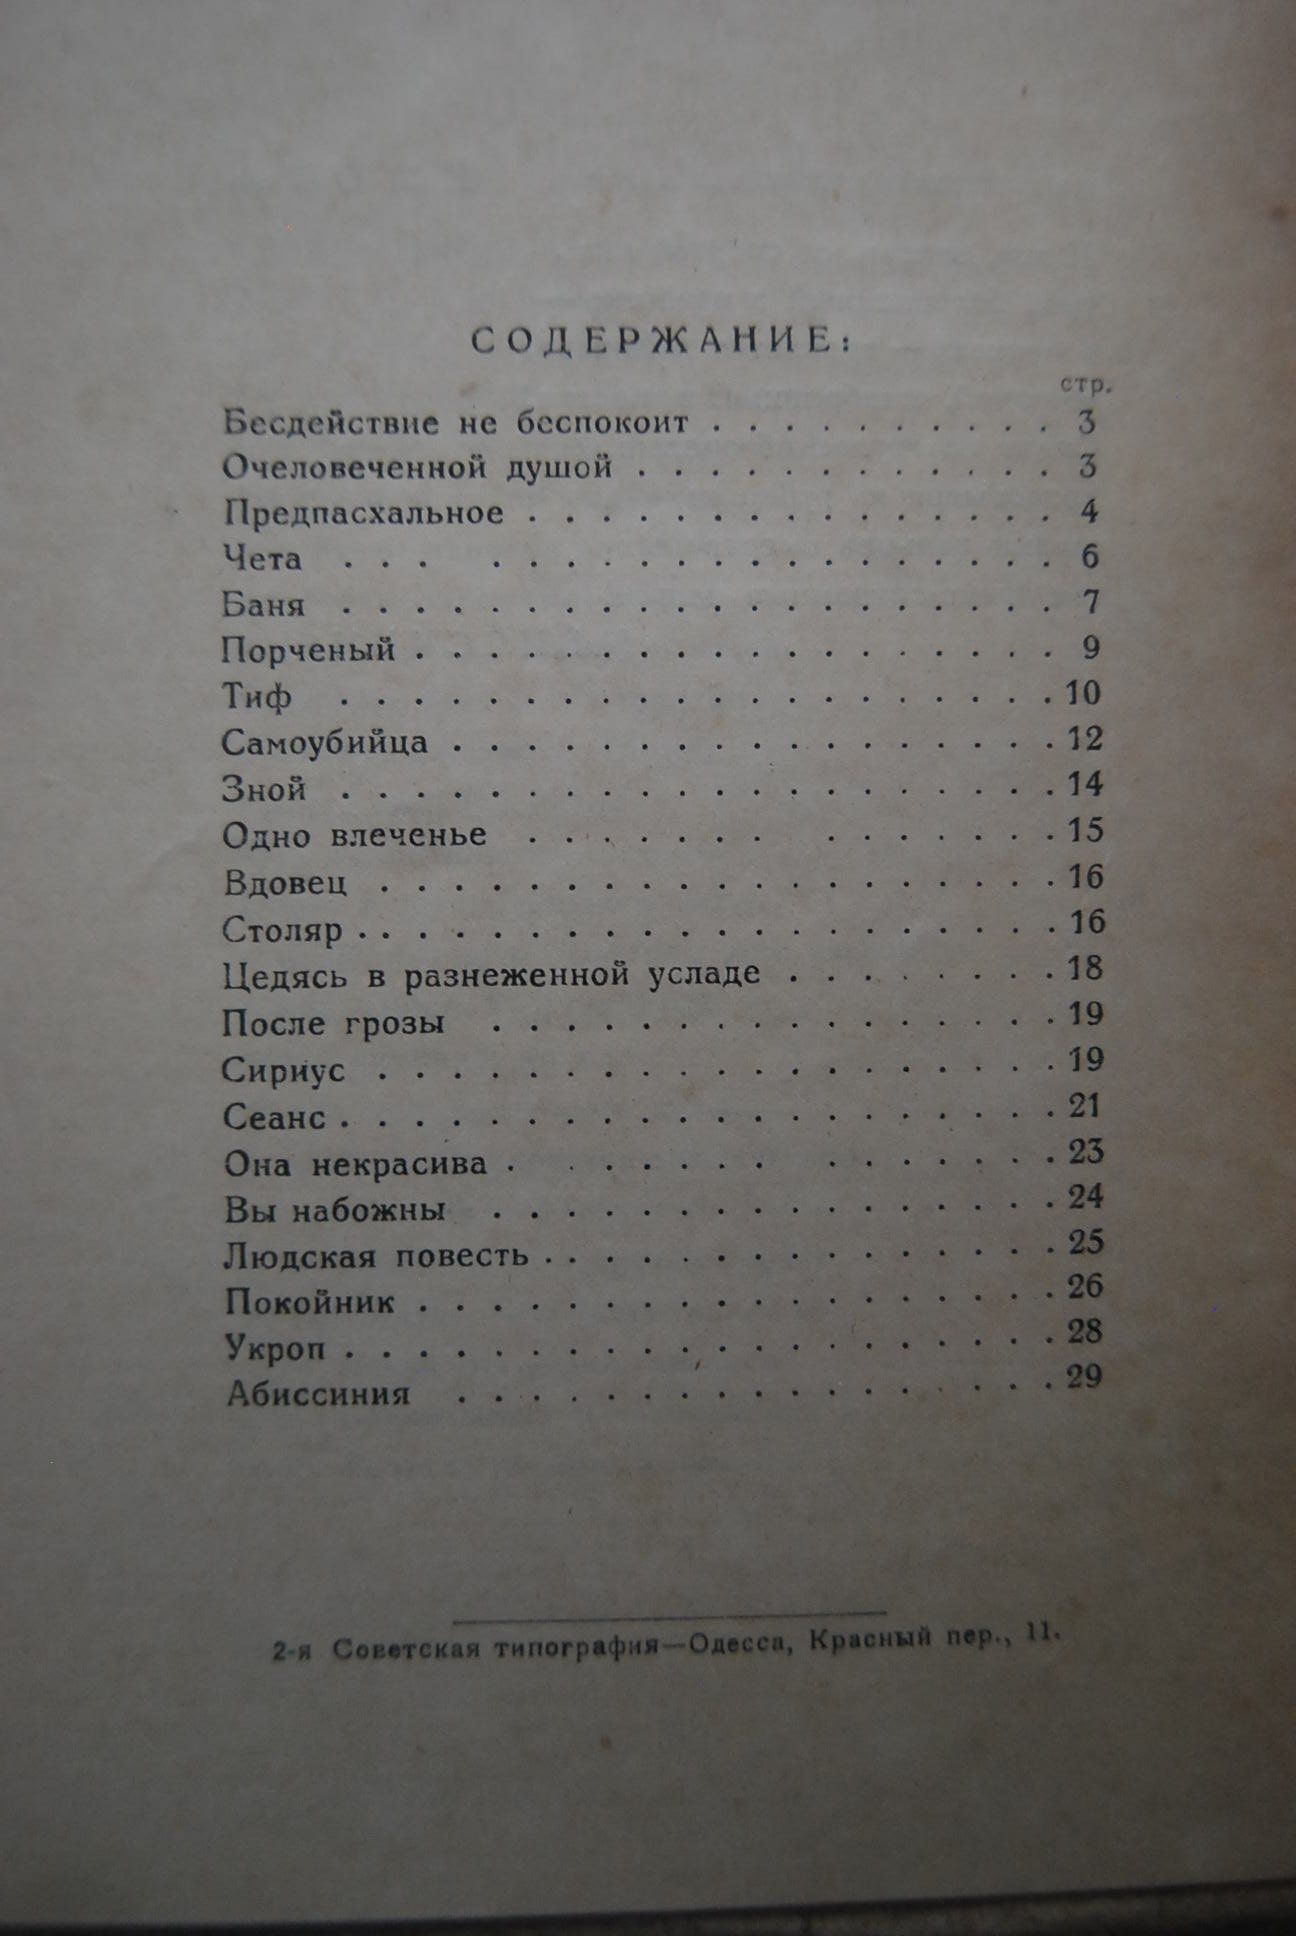 СОДЕРЖАНИЕ:
стр.
Бесдействие не беспокоит . . . . . . . . . . 3
Очеловеченной душой . . . . . . . . . . . . 3
Предпасхальное . . . . . . . . . . . . . . . 4
Чета . . . . . . . . . . . . . . . . . . . 6
Баня . . . . . . . . . . . . . . . . . . . . 7
Порченый . . . . . . . . . . . . . . . . . . 9
Тиф . . . . . . . . . . . . . . . . . . . . 10
Самоубийца . . . . . . . . . . . . . . . . . 12
Зной . . . . . . . . . . . . . . . . . . . . 14
Одно влеченье . . . . . . . . . . . . . . 15
Вдовец . . . . . . . . . . . . . . . . . . . 16
Столяр . . . . . . . . . . . . . . . . . . . . 16
Цедясь в разнеженной усладе . . . . . . . . 18
После грозы . . . . . . . . . . . . . . . . 19
Сириус . . . . . . . . . . . . . . . . . . . 19
Сеанс . . . . . . . . . . . . . . . . . . . . 21
Она некрасива . . . . . . . . . . . . . . 23
Вы набожны . . . . . . . . . . . . . . . . 24
Людская повесть . . . . . . . . . . . . . . . 25
Покойник . . . . . . . . . . . . . . . . . . 26
Укроп . . . . . . . . . . . . . . . . . . . . 28
Абиссиния . . . . . . . . . . . . . . . . . 29
2-я Советская типография—Одесса, Красный пер., 11.